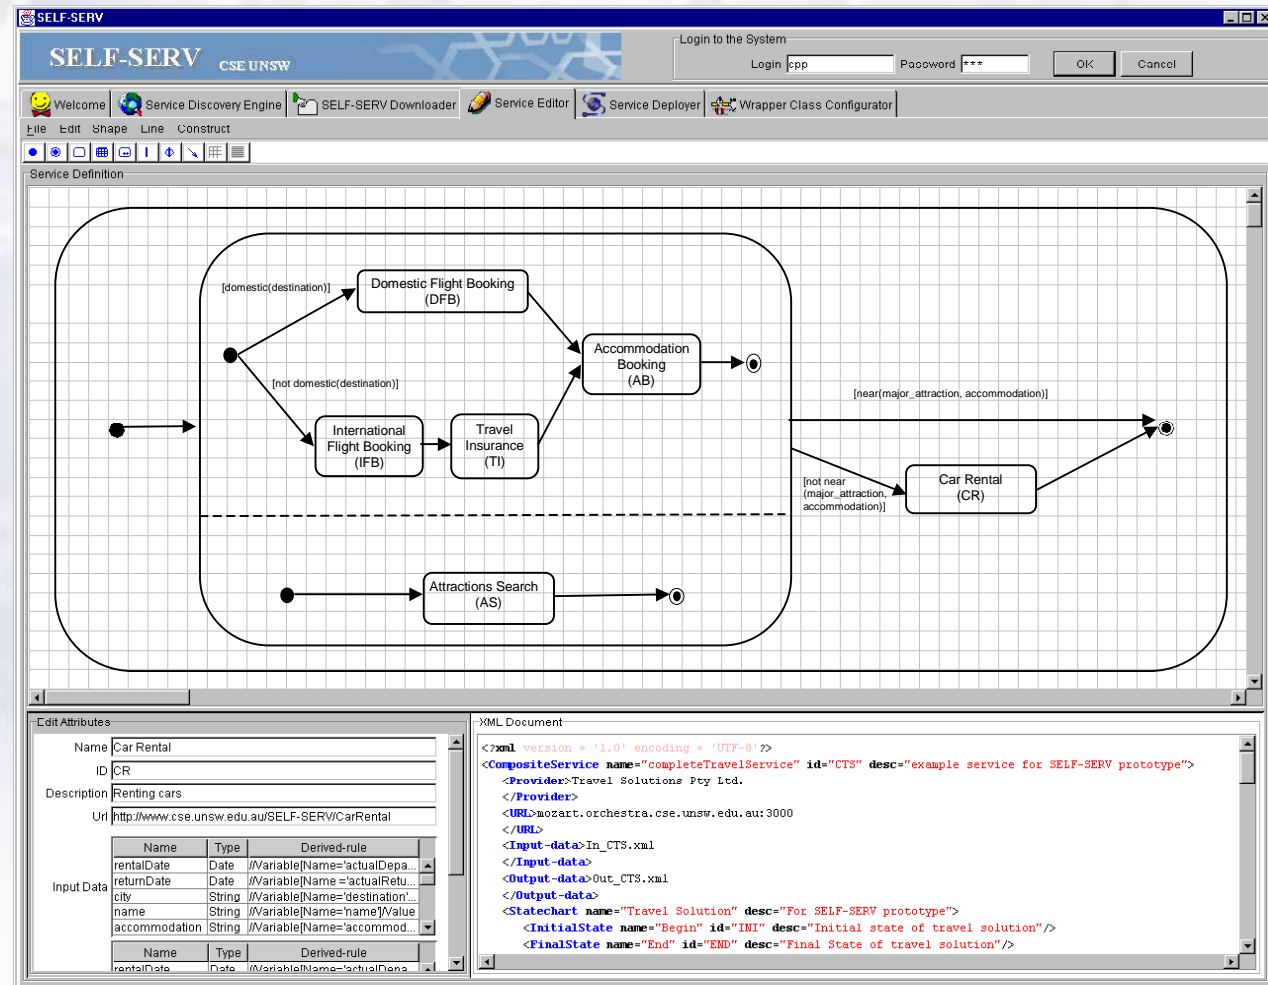 SELF-SERV
SELF-SERV CSE UNSW
Login to the System
Login cpp Password *** OK Cancel
Welcome Service Discovery Engine SELF-SERV Downloader Service Editor Service Deployer Wrapper Class Configurator
File Edit Shape Line Construct
Service Definition
[domestic(destination)]
Domestic Flight Booking
(DFB)
Accommodation
Booking
(AB)
[not domestic(destination)]
International
Flight Booking
(IFB)
Travel
Insurance
(TI)
[near(major_attraction, accommodation)]
[not near
(major_attraction,
accommodation)]
Car Rental
(CR)
Attractions Search
(AS)
Edit Attributes
Name Car Rental
ID CR
Description Renting cars
Url http://www.cse.unsw.edu.au/SELF-SERV/CarRental
Input Data
Name Type Derived-rule
rentalDate Date //Variable[Name='actualDepa...
returnDate Date //Variable[Name ='actualRetu...
city String //Variable[Name='destination'...
name String //Variable[Name='name']/Value
accommodation String //Variable[Name='accommod...
Name Type Derived-rule
rentalDate Date //Variable[Name='actualDepa...
XML Document
<?xml version = '1.0' encoding = 'UTF-8'?>
<CompositeService name="completeTravelService" id="CTS" desc="example service for SELF-SERV prototype">
<Provider>Travel Solutions Pty Ltd.
</Provider>
<URL>mozart.orchestra.cse.unsw.edu.au:3000
</URL>
<Input-data>In_CTS.xml
</Input-data>
<Output-data>Out_CTS.xml
</Output-data>
<Statechart name="Travel Solution" desc="For SELF-SERV prototype">
<InitialState name="Begin" id="INI" desc="Initial state of travel solution"/>
<FinalState name="End" id="END" desc="Final State of travel solution"/>